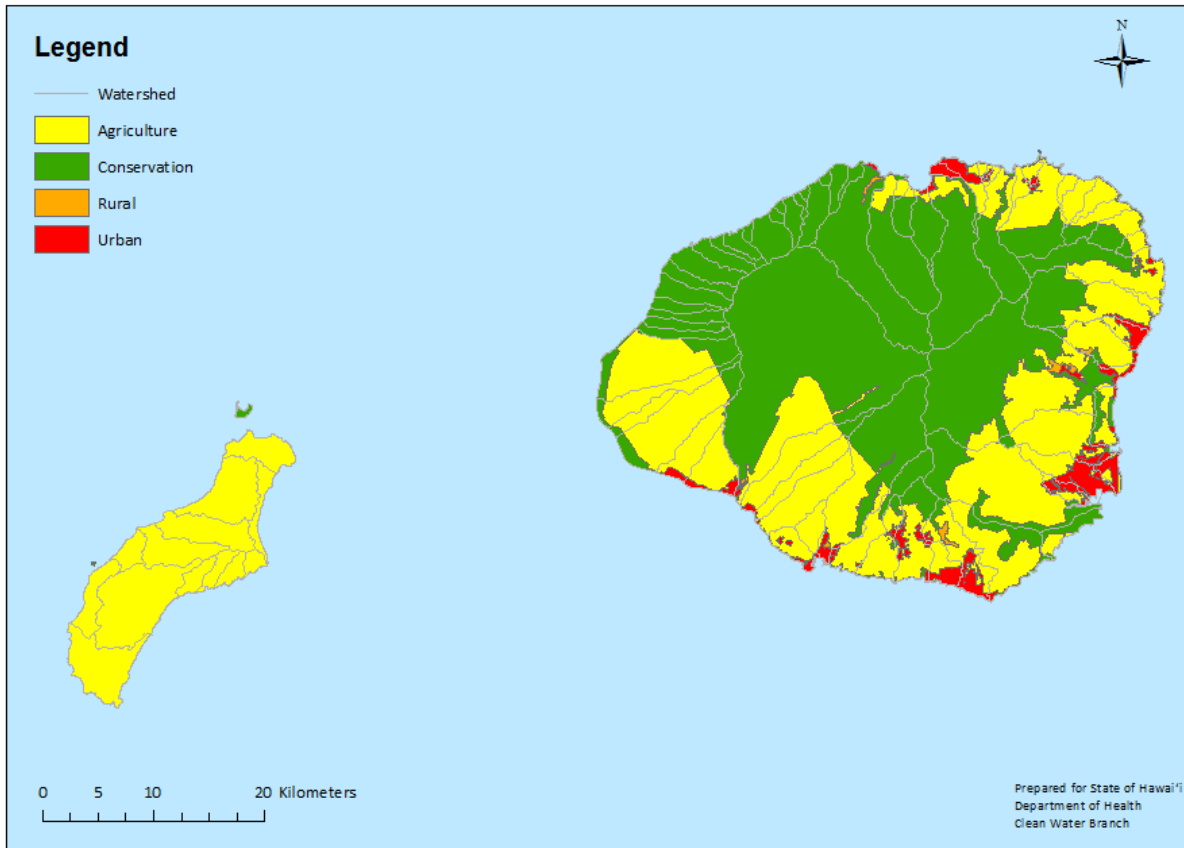 Legend
N
Watershed
Agriculture
Conservation
Rural
Urban
0 5 10 20 Kilometers
Prepared for State of Hawaiʻi
Department of Health
Clean Water Branch